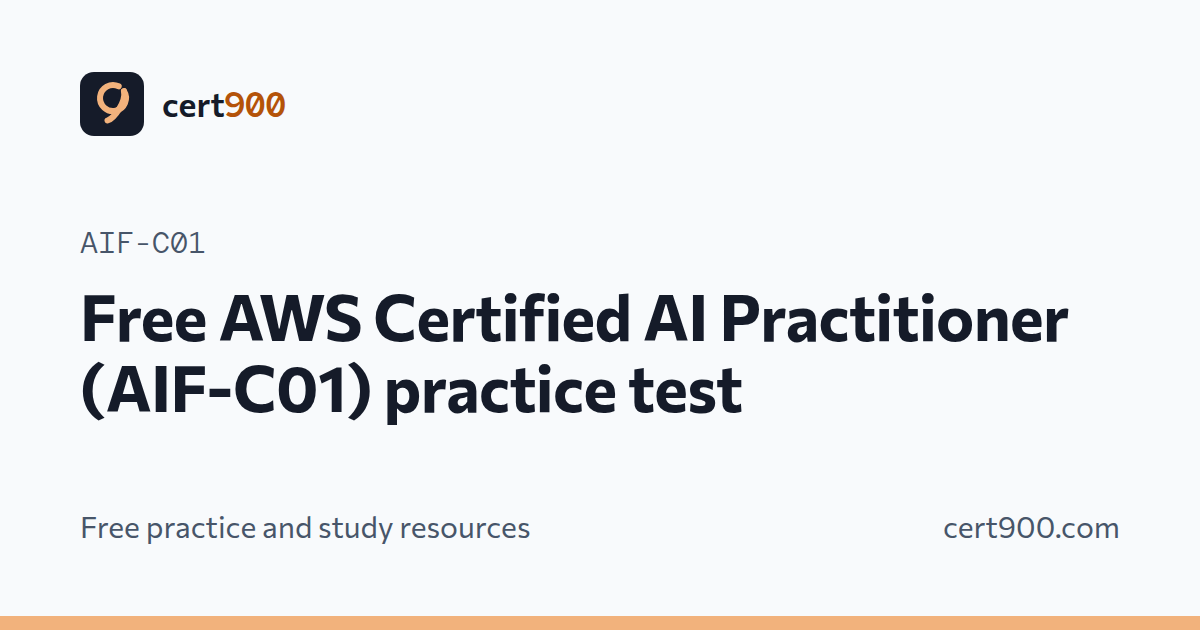 cert900
AIF-C01
Free AWS Certified AI Practitioner
(AIF-C01) practice test
Free practice and study resources
cert900.com